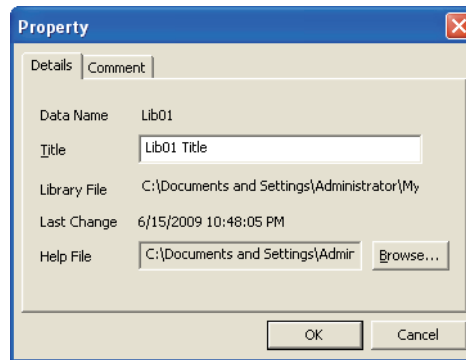 Property
Details Comment
Data Name Lib01
Title Lib01 Title
Library File C:\Documents and Settings\Administrator\My
Last Change 6/15/2009 10:48:05 PM
Help File C:\Documents and Settings\Admir Browse...
OK Cancel